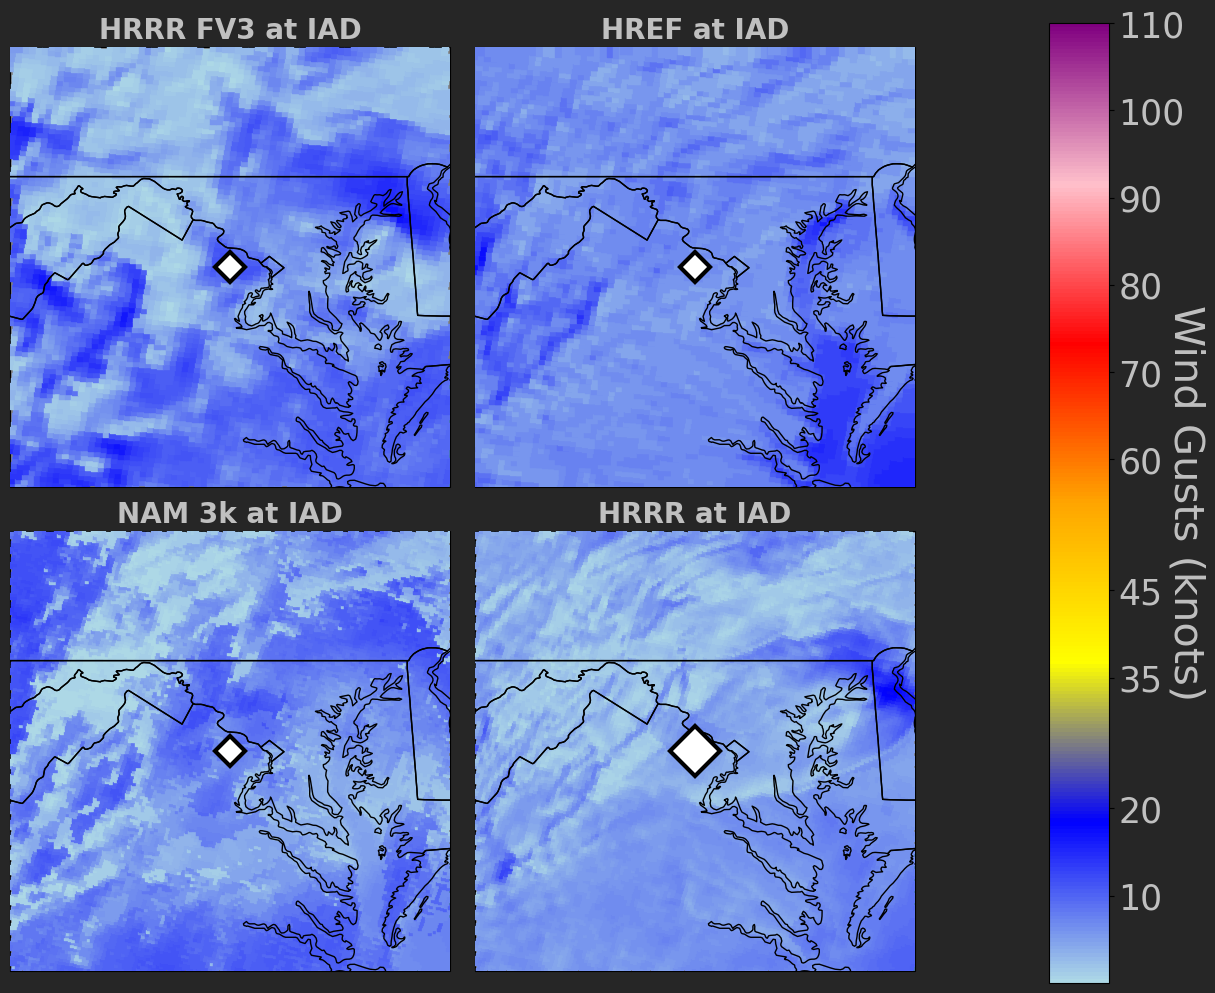 HRRR FV3 at IAD
HREF at IAD
NAM 3k at IAD
HRRR at IAD
110
100
90
80
70
60
45
35
20
10
Wind Gusts (knots)